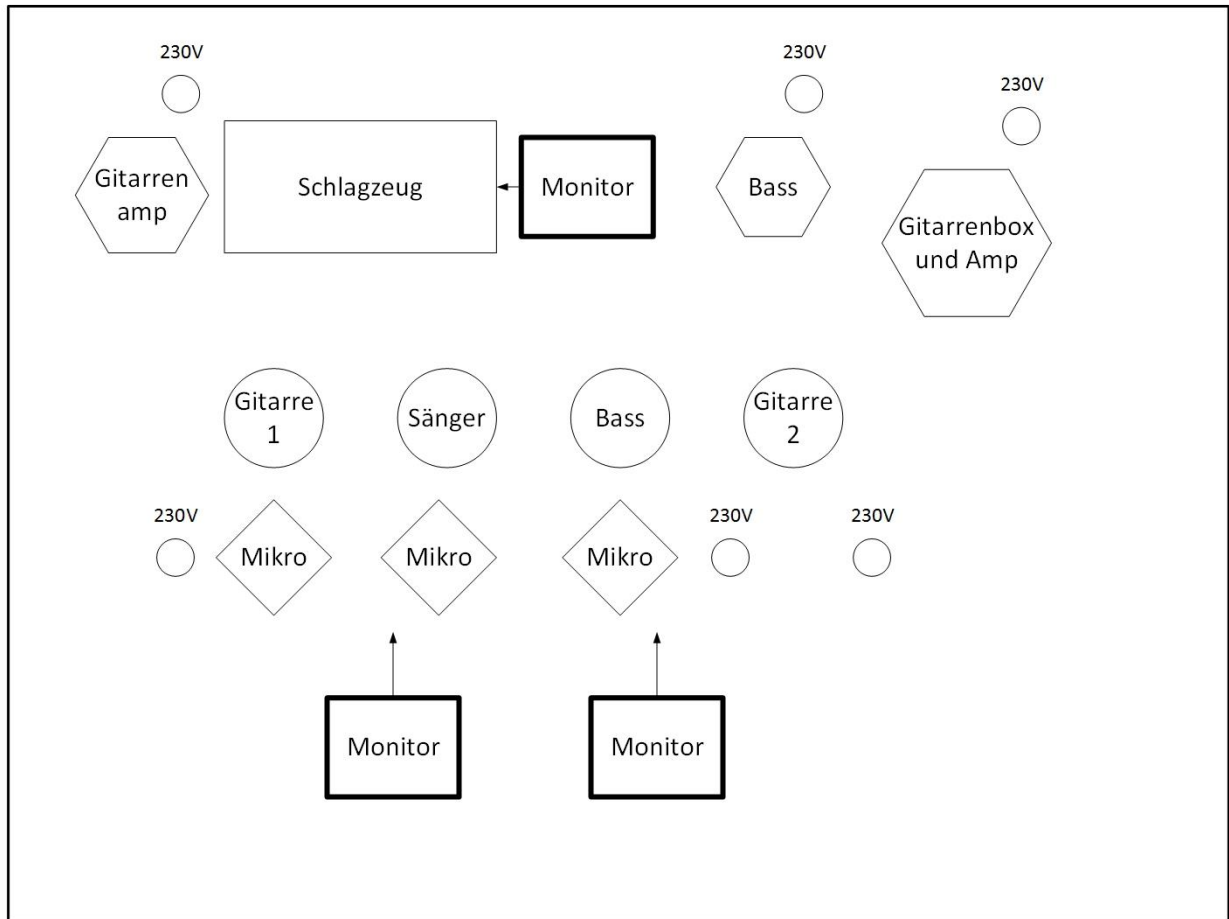 230V
230V
230V
Gitarren
amp
Schlagzeug
Monitor
Bass
Gitarrenbox
und Amp
Gitarre
1
Sänger
Bass
Gitarre
2
230V
Mikro
Mikro
Mikro
230V
230V
Monitor
Monitor